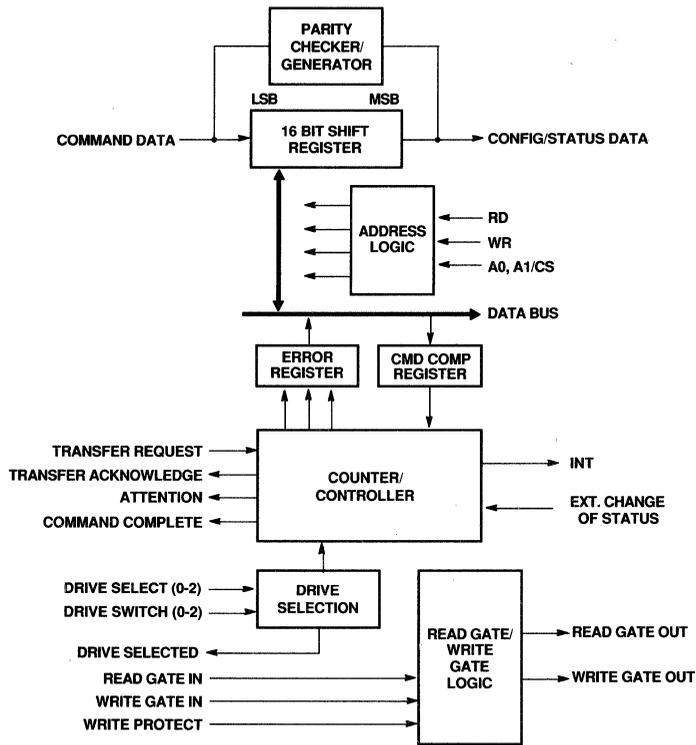 PARITY
CHECKER/
GENERATOR
LSB
MSB
COMMAND DATA
16 BIT SHIFT
REGISTER
CONFIG/STATUS DATA
ADDRESS
LOGIC
RD
WR
A0, A1/CS
DATA BUS
ERROR
REGISTER
CMD COMP
REGISTER
TRANSFER REQUEST
TRANSFER ACKNOWLEDGE
ATTENTION
COMMAND COMPLETE
COUNTER/
CONTROLLER
INT
EXT. CHANGE
OF STATUS
DRIVE SELECT (0-2)
DRIVE SWITCH (0-2)
DRIVE
SELECTION
DRIVE SELECTED
READ GATE IN
WRITE GATE IN
WRITE PROTECT
READ GATE/
WRITE
GATE
LOGIC
READ GATE OUT
WRITE GATE OUT